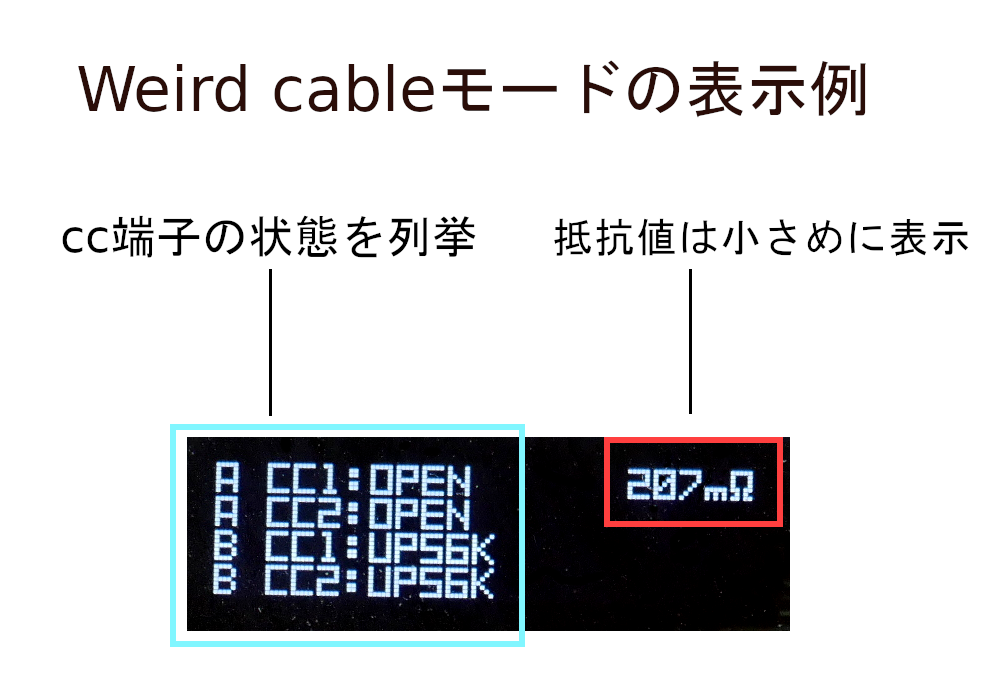 Weird cableモードの表示例
cc端子の状態を列挙
抵抗値は小さめに表示
A CC1:OPEN
A CC2:OPEN
B CC1:UP56K
B CC2:UP56K
207mΩ